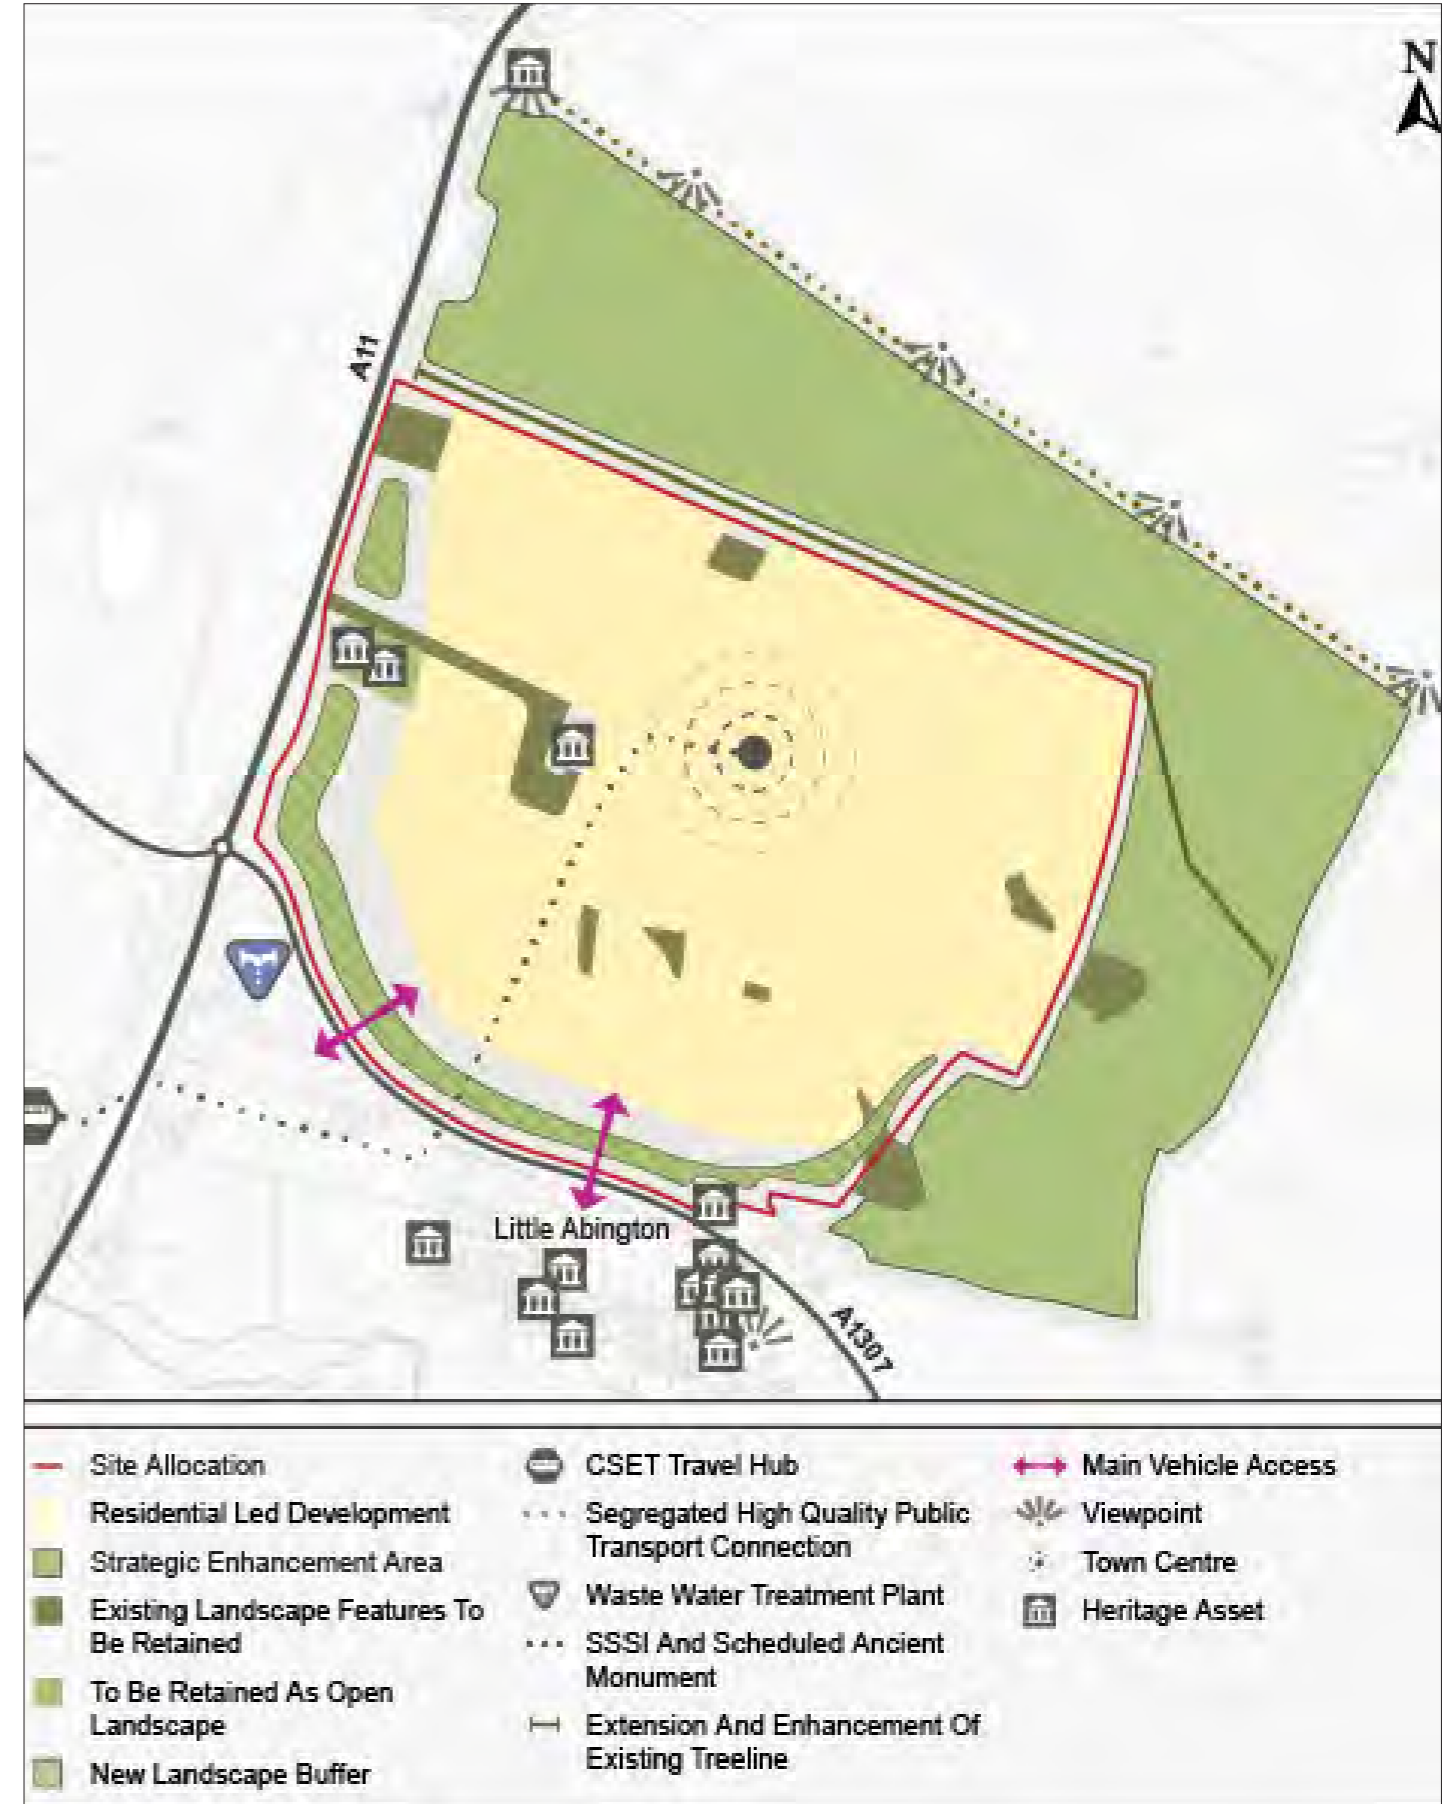 N
A11
Little Abington
A1307
Site Allocation
Residential Led Development
Strategic Enhancement Area
Existing Landscape Features To
Be Retained
To Be Retained As Open
Landscape
New Landscape Buffer
CSET Travel Hub
Segregated High Quality Public
Transport Connection
Waste Water Treatment Plant
SSSI And Scheduled Ancient
Monument
Extension And Enhancement Of
Existing Treeline
Main Vehicle Access
Viewpoint
Town Centre
Heritage Asset